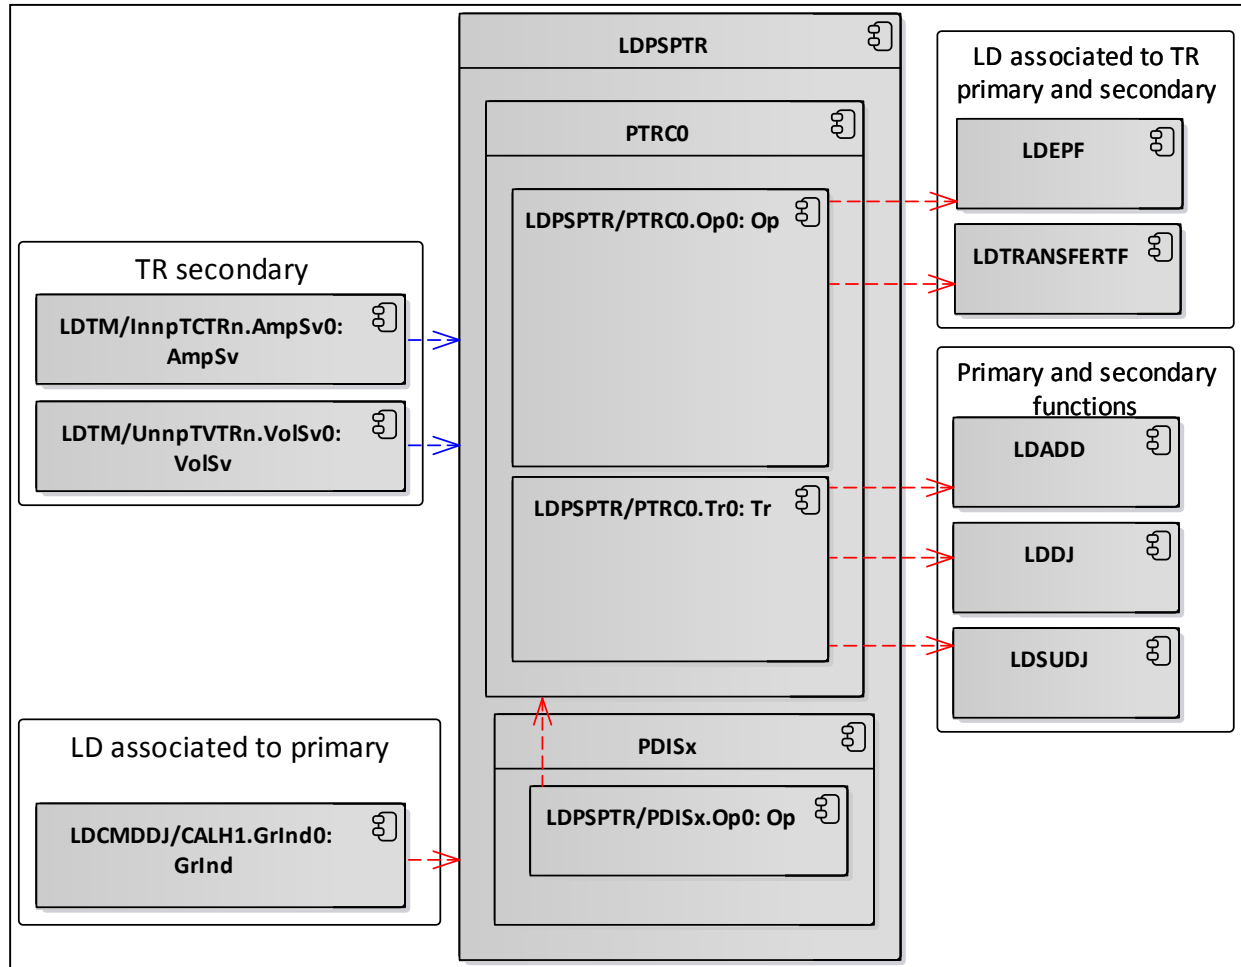 LDPSPTR
PTRC0
LDPSPTR/PTRC0.Op0: Op
LDPSPTR/PTRC0.Tr0: Tr
PDISx
LDPSPTR/PDISx.Op0: Op
TR secondary
LDTM/InnpTCTRn.AmpSv0:
AmpSv
LDTM/UnnpTVTRn.VolSv0:
VolSv
LD associated to primary
LDCMDDJ/CALH1.GrInd0:
GrInd
LD associated to TR
primary and secondary
LDEPF
LDTRANSFERTF
Primary and secondary
functions
LDADD
LDDJ
LDSUDJ